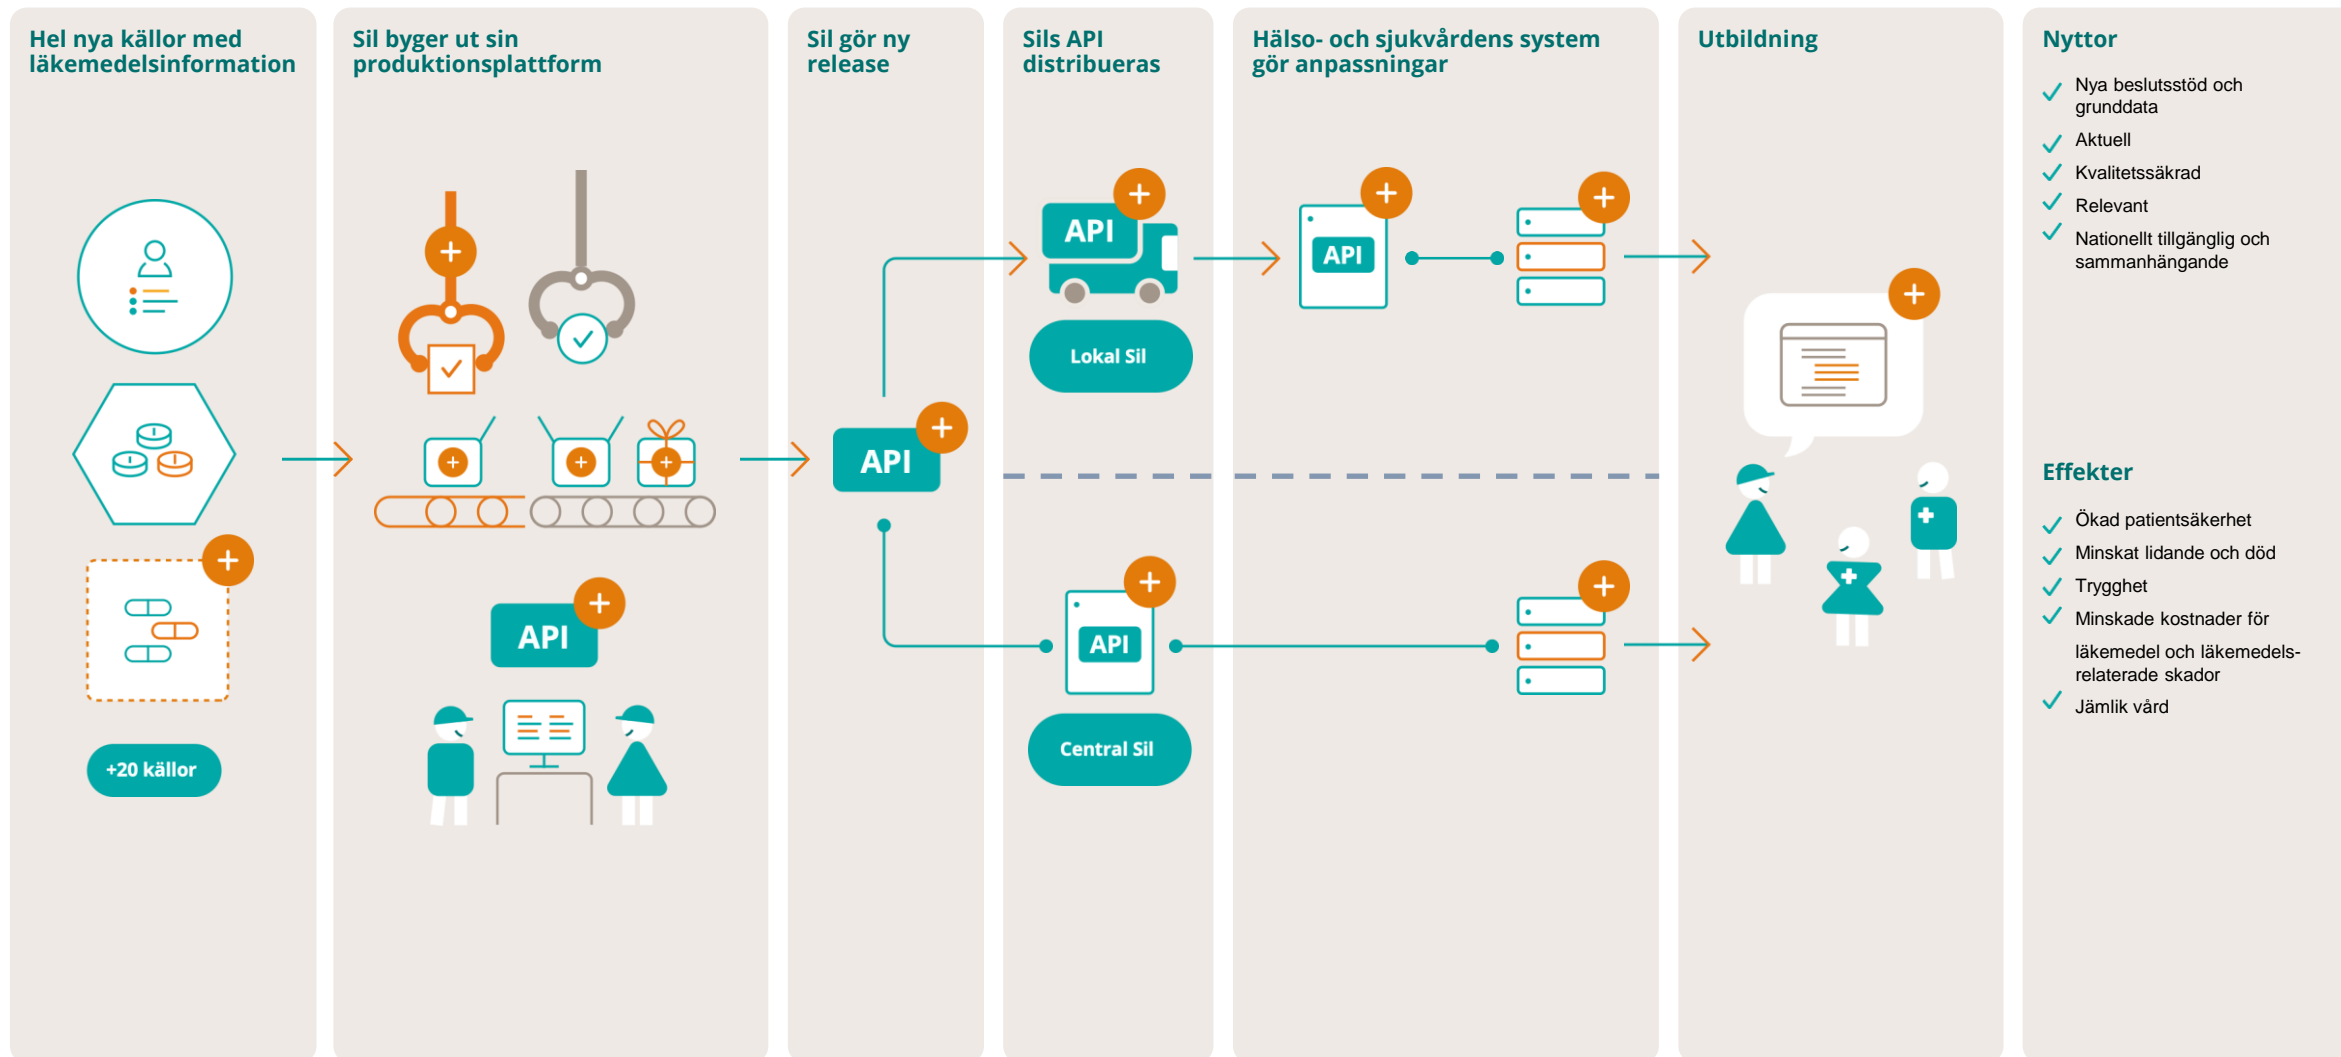 Hel nya källor med
läkemedelsinformation
+20 källor
Sil byger ut sin
produktionsplattform
API
Sil gör ny
release
API
Sils API
distribueras
API
Lokal Sil
API
Central Sil
Hälso- och sjukvårdens system
gör anpassningar
API
Utbildning
Nyttor
Nya beslutsstöd och
grunddata
Aktuell
Kvalitetssäkrad
Relevant
Nationellt tillgänglig och
sammanhängande
Effekter
Ökad patientsäkerhet
Minskat lidande och död
Trygghet
Minskade kostnader för
läkemedel och läkemedels-
relaterade skador
Jämlik vård